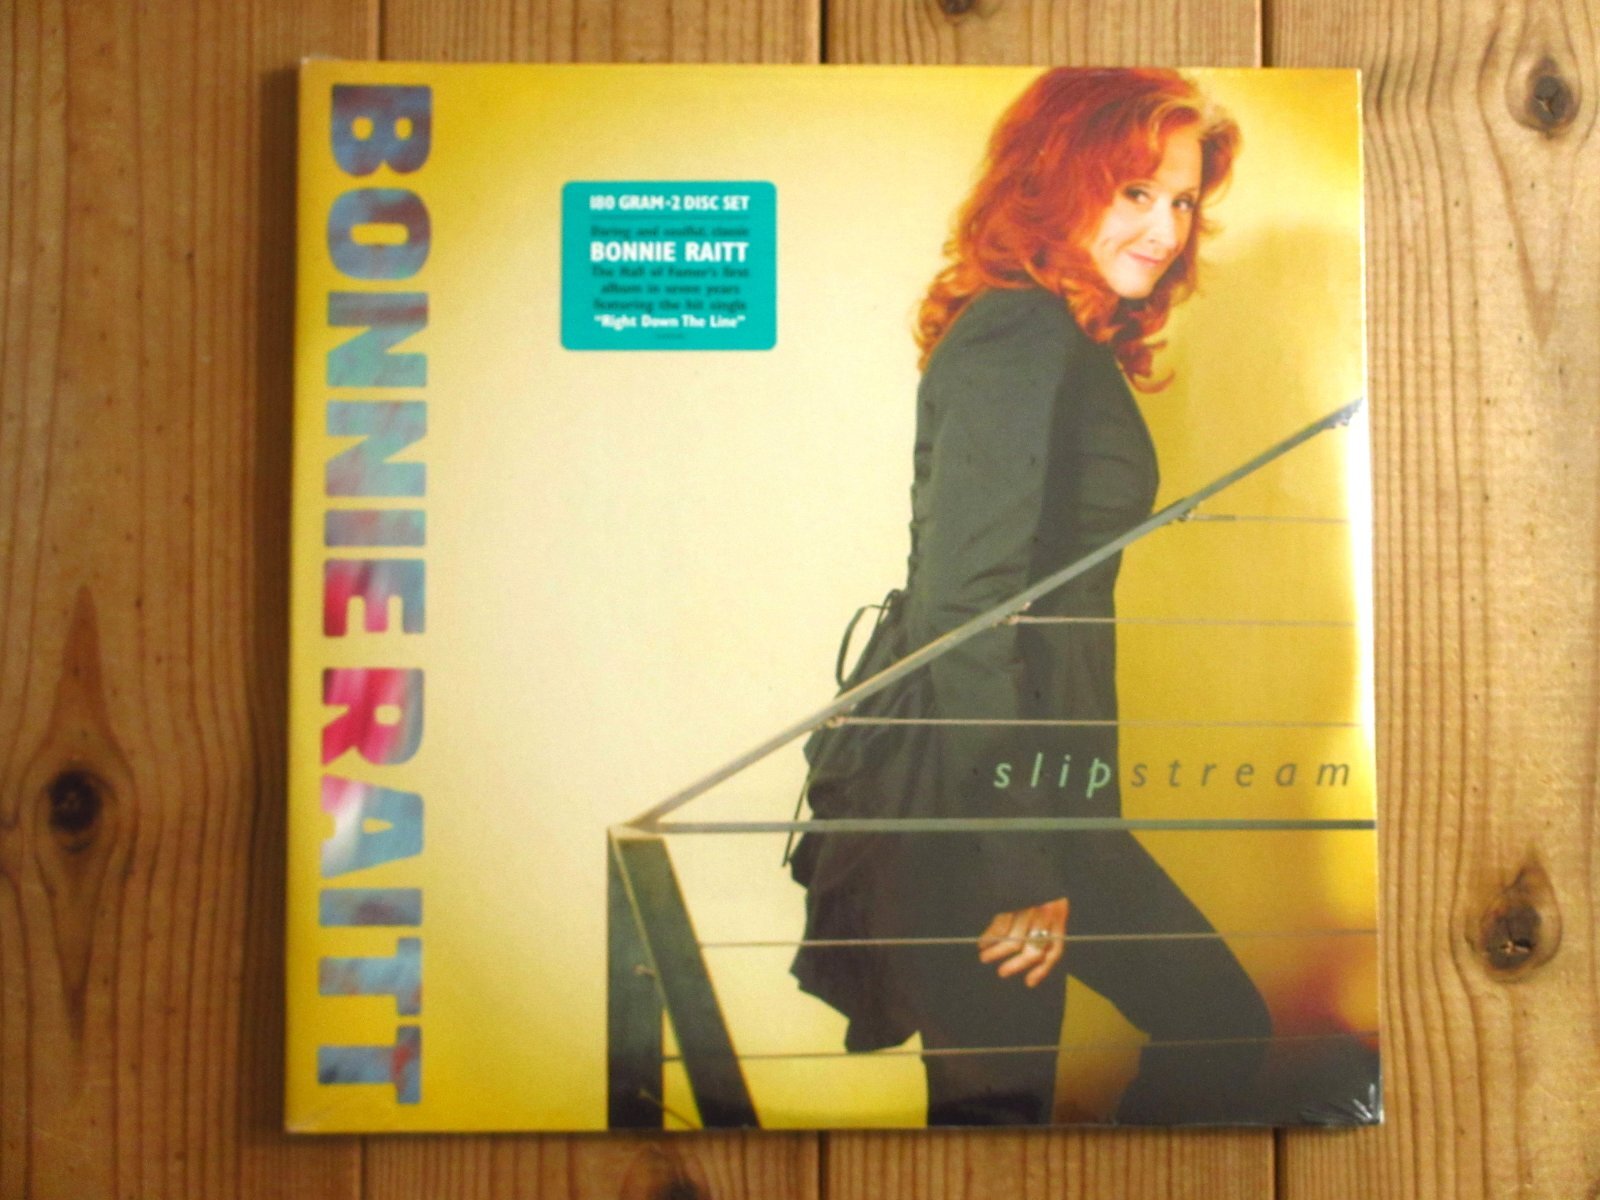 BONNIE RAITT
180 GRAM • 2 DISC SET
Daring and soulful, classic
BONNIE RAITT
The Hall of Famer's first
album in seven years
featuring the hit single
"Right Down The Line"
slipstream